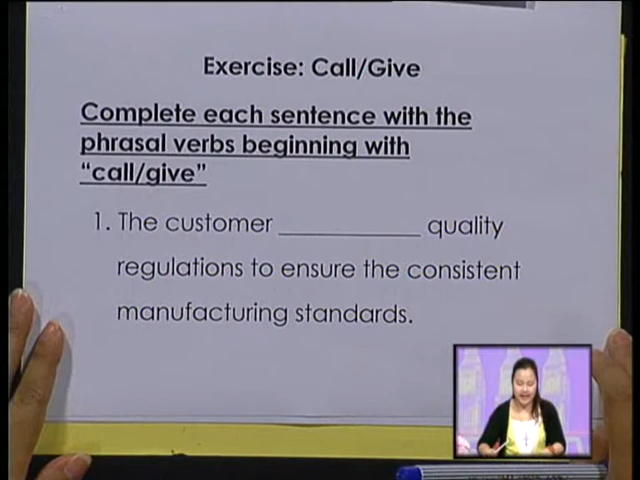 Exercise: Call/Give
Complete each sentence with the
phrasal verbs beginning with
“call/give”
1. The customer ____________ quality
regulations to ensure the consistent
manufacturing standards.